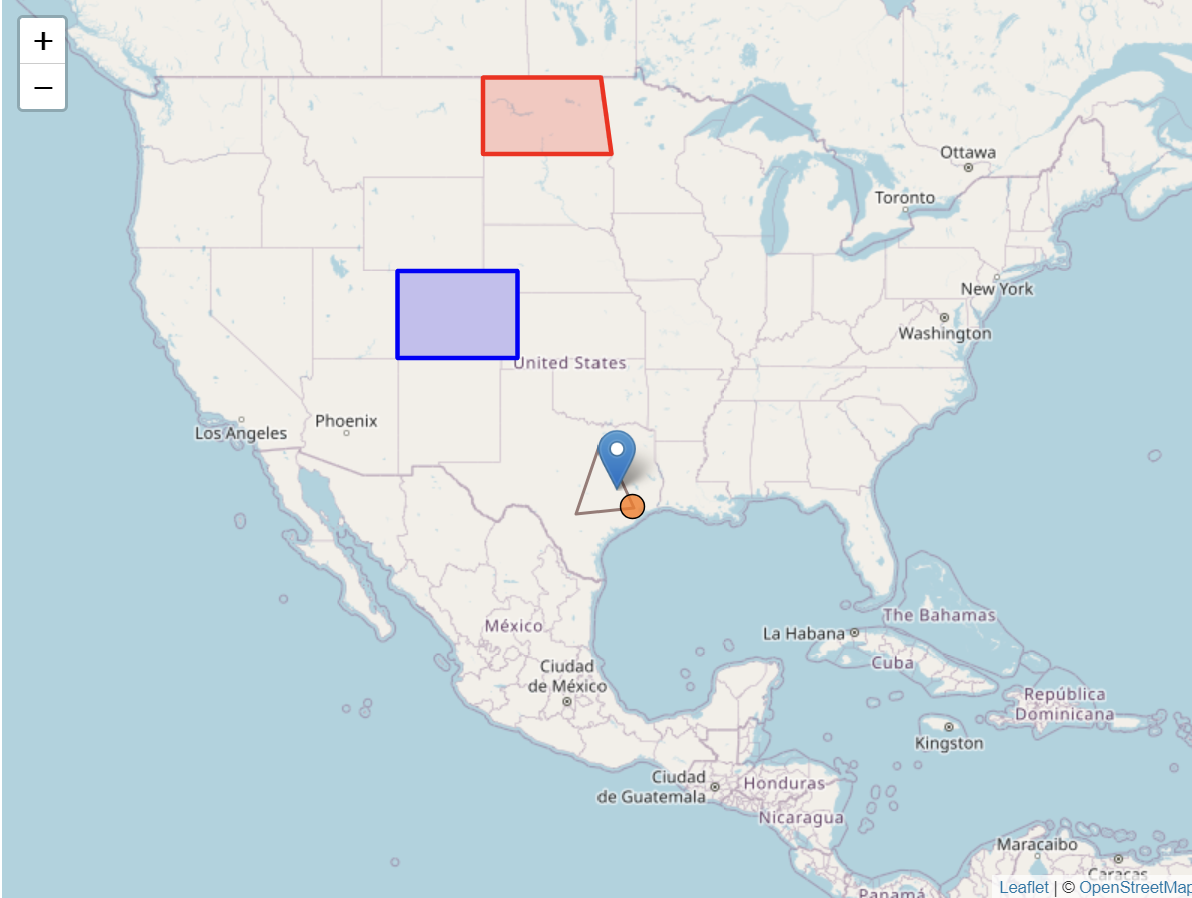 +
−
Ottawa
Toronto
New York
Washington
United States
Phoenix
Los Angeles
The Bahamas
México
La Habana
Cuba
Ciudad
de México
República
Dominicana
Kingston
Ciudad
de Guatemala
Honduras
Nicaragua
Maracaibo
Caracas
Panamá
Leaflet | © OpenStreetMap